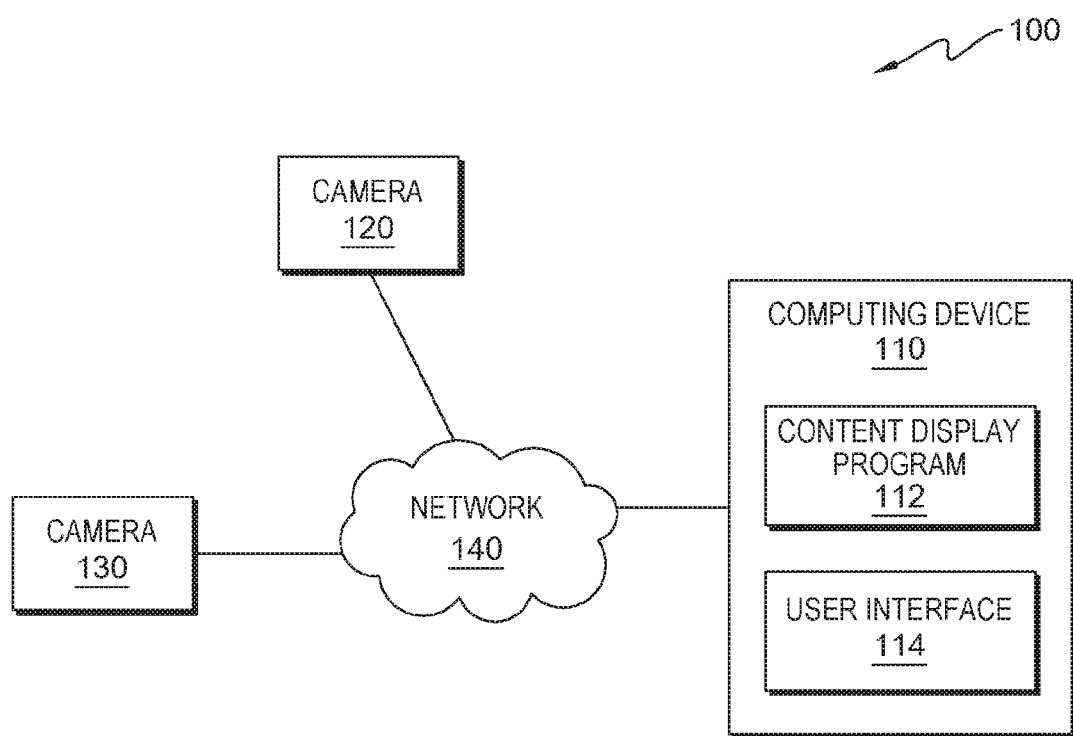 100
CAMERA
120
COMPUTING DEVICE
110
CONTENT DISPLAY
PROGRAM
112
NETWORK
140
CAMERA
130
USER INTERFACE
114